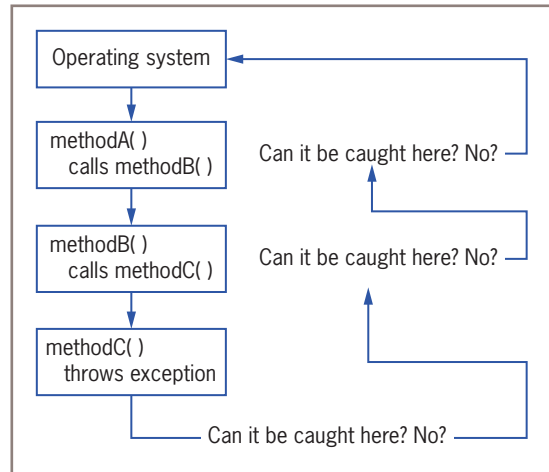 Operating system
methodA( )
calls methodB( )
Can it be caught here? No?
methodB( )
calls methodC( )
Can it be caught here? No?
methodC( )
throws exception
Can it be caught here? No?